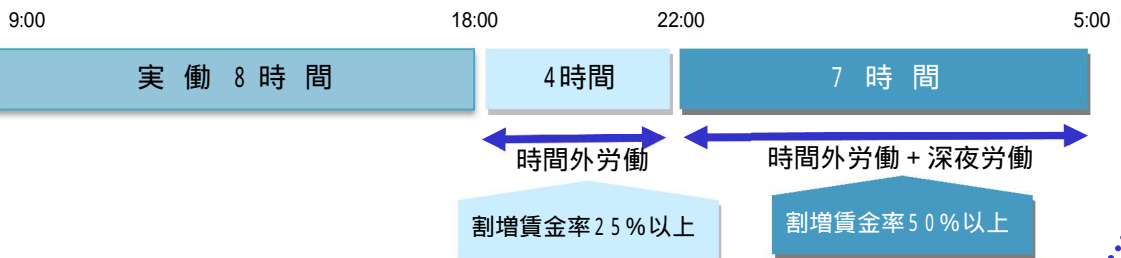 9:00 18:00 22:00 5:00
実働8時間 4時間 7時間
時間外労働 時間外労働+深夜労働
割増賃金率25%以上 割増賃金率50%以上